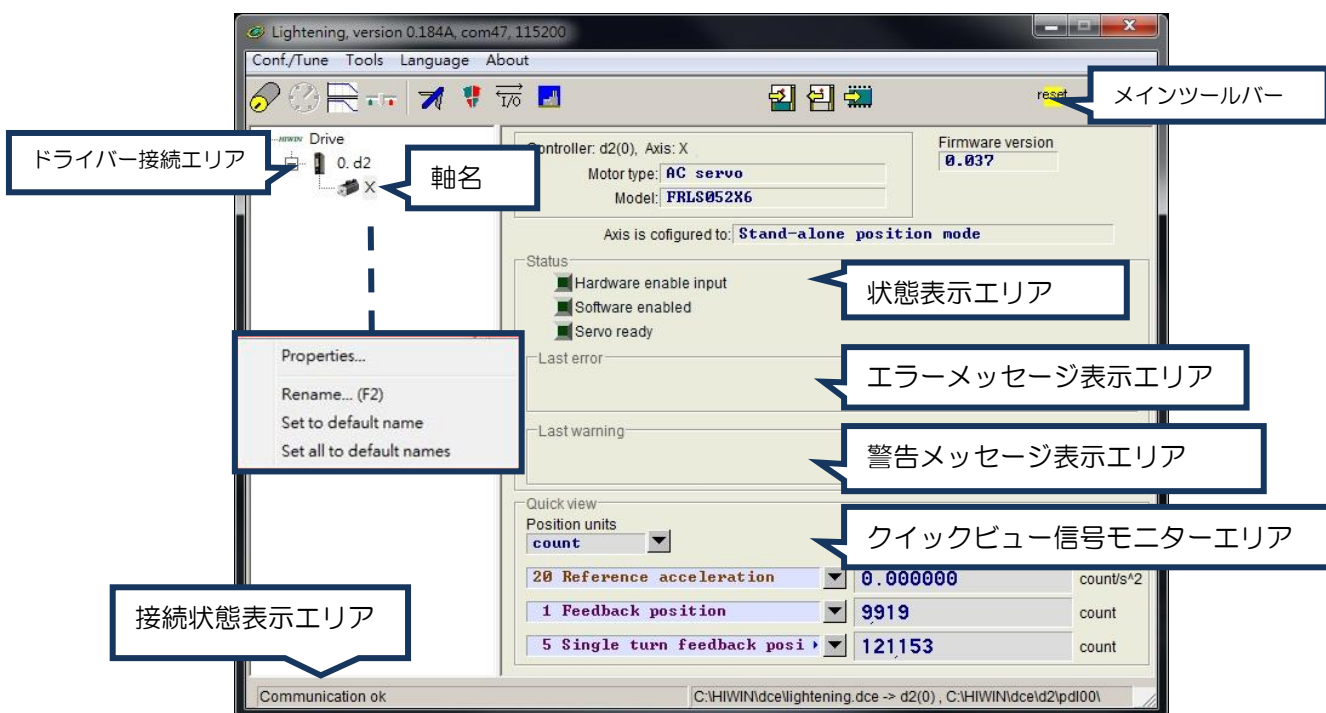 Lightening, version 0.184A, com47, 115200
Conf./Tune Tools Language About
I/O
reset
メインツールバー
ドライバー接続エリア
HIWIN Drive
0. d2
X
軸名
Controller: d2(0), Axis: X
Motor type: AC servo
Model: FRLS052X6
Firmware version
0.037
Axis is cofigured to: Stand-alone position mode
Status
Hardware enable input
Software enabled
Servo ready
状態表示エリア
Properties...
Rename... (F2)
Set to default name
Set all to default names
Last error
エラーメッセージ表示エリア
Last warning
警告メッセージ表示エリア
Quick view
Position units
count
クイックビュー信号モニターエリア
20 Reference acceleration 0.000000 count/s^2
1 Feedback position 9919 count
5 Single turn feedback posi 121153 count
接続状態表示エリア
Communication ok
C:\HIWIN\dce\lightening.dce -> d2(0) , C:\HIWIN\dce\d2\pdl00\